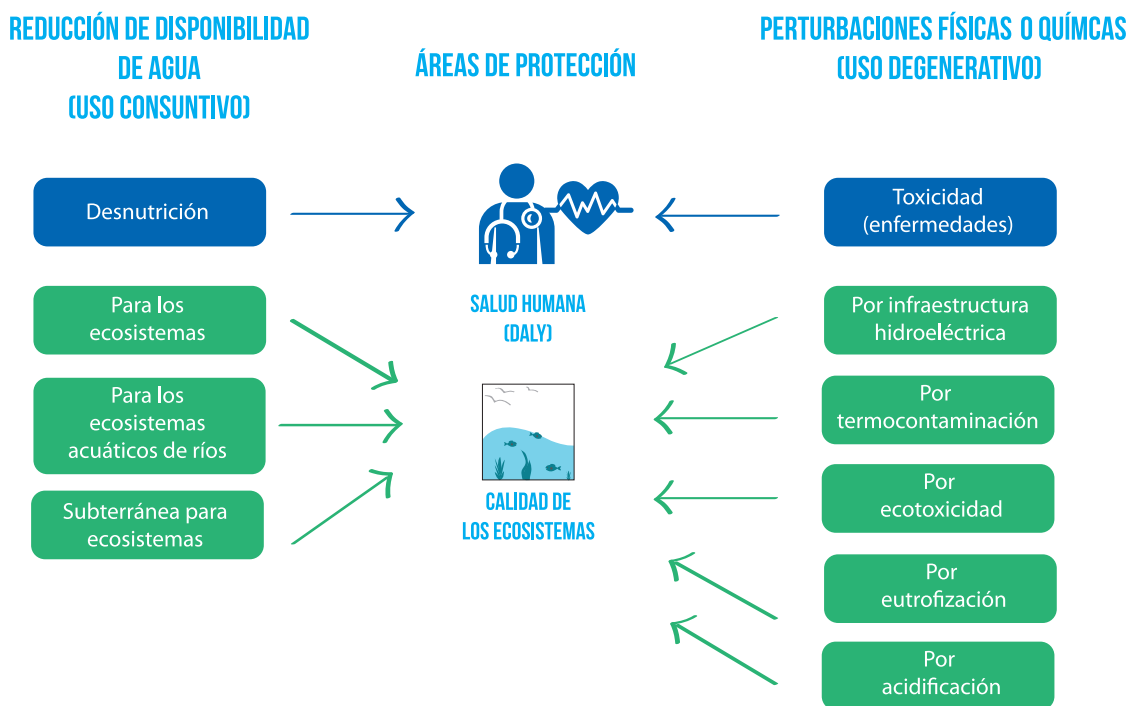 REDUCCIÓN DE DISPONIBILIDAD
DE AGUA
(USO CONSUNTIVO)
ÁREAS DE PROTECCIÓN
PERTURBACIONES FÍSICAS O QUÍMCAS
(USO DEGENERATIVO)
Desnutrición
Para los
ecosistemas
Para los
ecosistemas
acuáticos de ríos
Subterránea para
ecosistemas
SALUD HUMANA
(DALY)
CALIDAD DE
LOS ECOSISTEMAS
Toxicidad
(enfermedades)
Por infraestructura
hidroeléctrica
Por
termocontaminación
Por
ecotoxicidad
Por
eutrofización
Por
acidificación